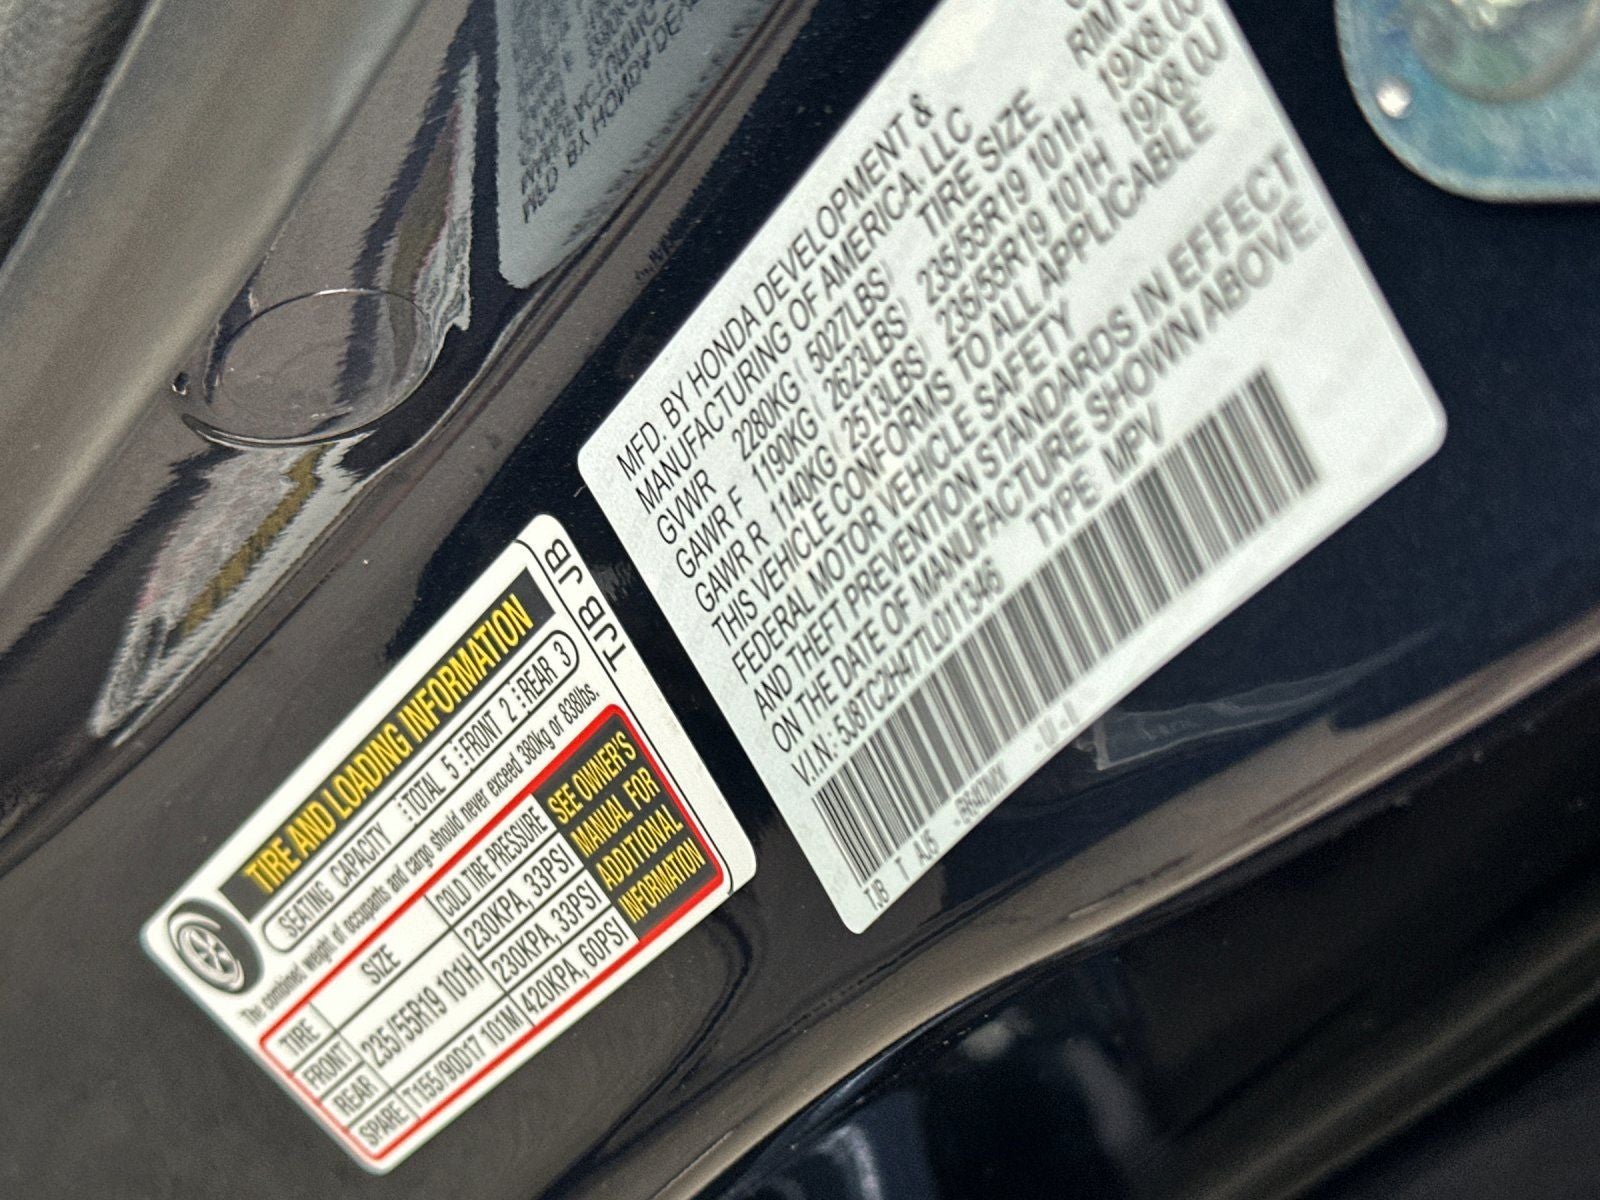 MFD. BY HONDA DEVELOPMENT &
MANUFACTURING OF AMERICA, LLC
GVWR 2280KG ( 5027LBS) TIRE SIZE RIM
GAWR F 1190KG ( 2623LBS) 235/55R19 101H 19X8.0J
GAWR R 1140KG ( 2513LBS) 235/55R19 101H 19X8.0J
THIS VEHICLE CONFORMS TO ALL APPLICABLE
FEDERAL MOTOR VEHICLE SAFETY
AND THEFT PREVENTION STANDARDS IN EFFECT
ON THE DATE OF MANUFACTURE SHOWN ABOVE.
V.I.N.: 5J8TC2H47TL011346 TYPE: MPV
TJB T AJ5
TJB JB
TIRE AND LOADING INFORMATION
SEATING CAPACITY TOTAL 5 FRONT 2 REAR 3
The combined weight of occupants and cargo should never exceed 380kg or 838lbs.
TIRE SIZE COLD TIRE PRESSURE
FRONT 235/55R19 101H 230KPA, 33PSI
REAR 230KPA, 33PSI
SPARE T155/90D17 101M 420KPA, 60PSI
SEE OWNER'S
MANUAL FOR
ADDITIONAL
INFORMATION